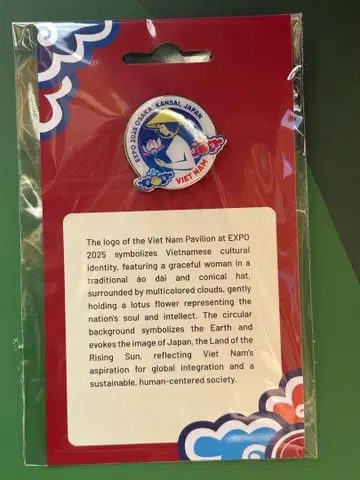 EXPO 2025 OSAKA, KANSAI, JAPAN
VIET NAM
The logo of the Viet Nam Pavilion at EXPO
2025 symbolizes Vietnamese cultural
identity, featuring a graceful woman in a
traditional áo dài and conical hat,
surrounded by multicolored clouds, gently
holding a lotus flower representing the
nation's soul and intellect. The circular
background symbolizes the Earth and
evokes the image of Japan, the Land of the
Rising Sun, reflecting Viet Nam's
aspiration for global integration and a
sustainable, human-centered society.